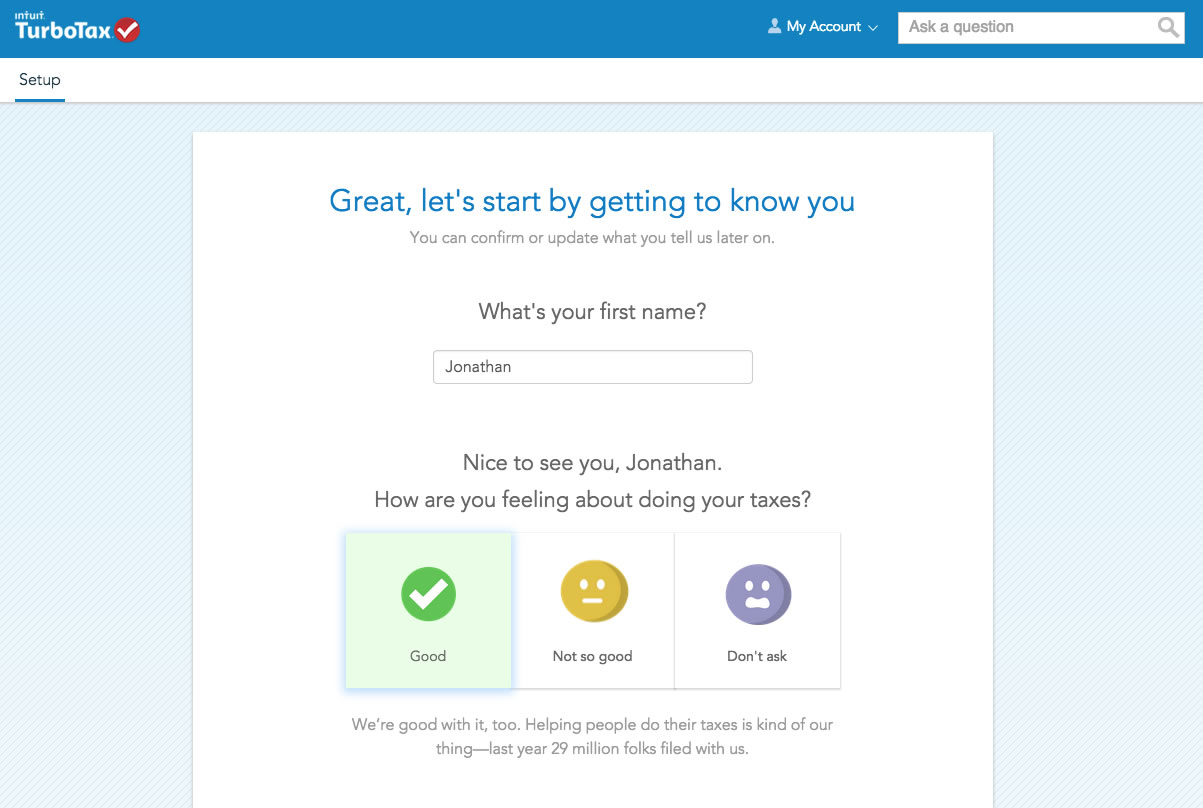 intuit
TurboTax
My Account
Ask a question
Setup
Great, let's start by getting to know you
You can confirm or update what you tell us later on.
What's your first name?
Jonathan
Nice to see you, Jonathan.
How are you feeling about doing your taxes?
Good
Not so good
Don't ask
We’re good with it, too. Helping people do their taxes is kind of our
thing—last year 29 million folks filed with us.